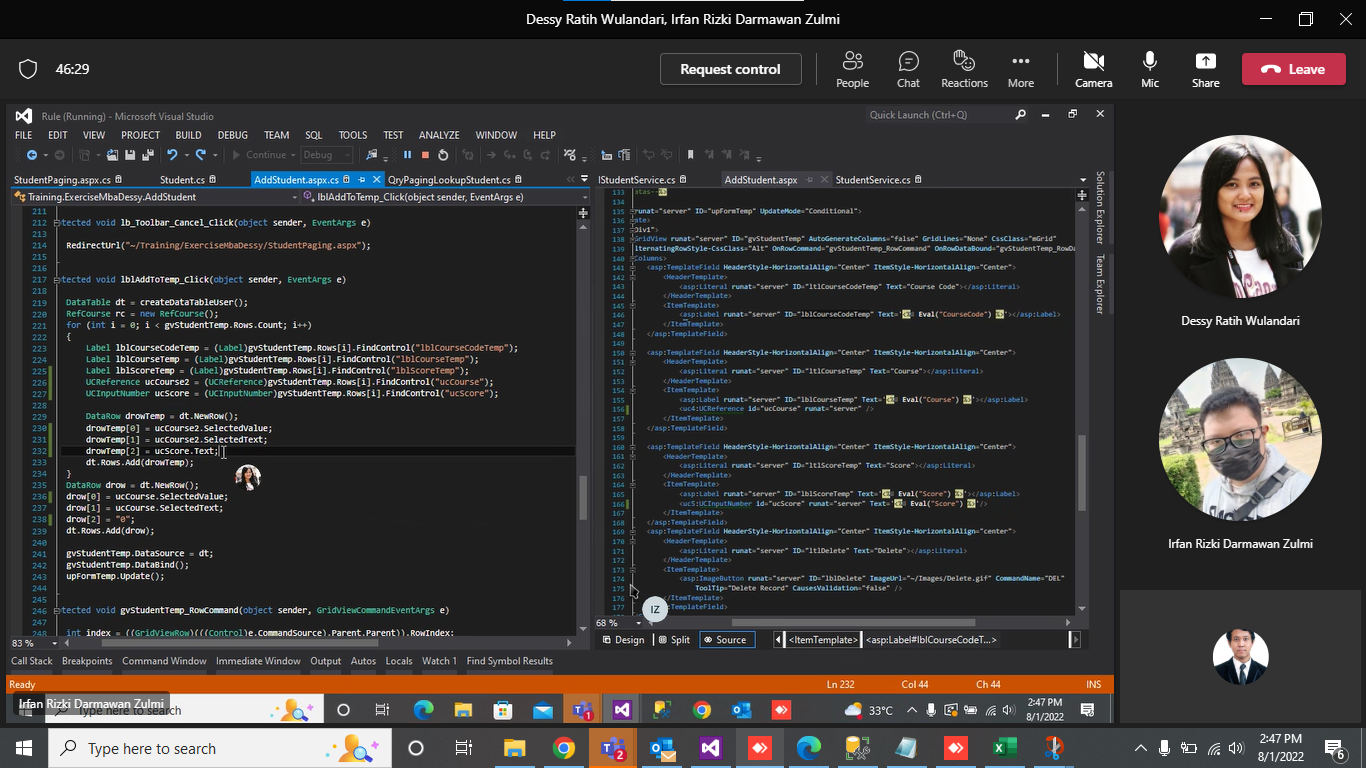 Dessy Ratih Wulandari, Irfan Rizki Darmawan Zulmi
46:29
Request control
People
Chat
Reactions
More
Camera
Mic
Share
Leave
Rule (Running) - Microsoft Visual Studio
Quick Launch (Ctrl+Q)
FILE EDIT VIEW PROJECT BUILD DEBUG TEAM SQL TOOLS TEST ANALYZE WINDOW HELP
Continue Debug
StudentPaging.aspx.cs Student.cs AddStudent.aspx.cs QryPagingLookupStudent.cs
Training.ExerciseMbaDessy.AddStudent lblAddToTemp_Click(object sender, EventArgs e)
211
212 tected void lb_Toolbar_Cancel_Click(object sender, EventArgs e)
213
214 RedirectUrl("~/Training/ExerciseMbaDessy/StudentPaging.aspx");
215
216
217 tected void lblAddToTemp_Click(object sender, EventArgs e)
218
219 DataTable dt = createDataTableUser();
220 RefCourse rc = new RefCourse();
221 for (int i = 0; i < gvStudentTemp.Rows.Count; i++)
222 {
223 Label lblCourseCodeTemp = (Label)gvStudentTemp.Rows[i].FindControl("lblCourseCodeTemp");
224 Label lblCourseTemp = (Label)gvStudentTemp.Rows[i].FindControl("lblCourseTemp");
225 Label lblScoreTemp = (Label)gvStudentTemp.Rows[i].FindControl("lblScoreTemp");
226 UCReference ucCourse2 = (UCReference)gvStudentTemp.Rows[i].FindControl("ucCourse");
227 UCInputNumber ucScore = (UCInputNumber)gvStudentTemp.Rows[i].FindControl("ucScore");
228
229 DataRow drowTemp = dt.NewRow();
230 drowTemp[0] = ucCourse2.SelectedValue;
231 drowTemp[1] = ucCourse2.SelectedText;
232 drowTemp[2] = ucScore.Text;
233 dt.Rows.Add(drowTemp);
234 }
235 DataRow drow = dt.NewRow();
236 drow[0] = ucCourse.SelectedValue;
237 drow[1] = ucCourse.SelectedText;
238 drow[2] = "0";
239 dt.Rows.Add(drow);
240
241 gvStudentTemp.DataSource = dt;
242 gvStudentTemp.DataBind();
243 upFormTemp.Update();
244
245
246 tected void gvStudentTemp_RowCommand(object sender, GridViewCommandEventArgs e)
247
248 int index = ((GridViewRow)(((Control)e.CommandSource).Parent.Parent)).RowIndex;
83 %
IStudentService.cs AddStudent.aspx StudentService.cs
133 atas--%>
134
135 runat="server" ID="upFormTemp" UpdateMode="Conditional">
136 ate>
137 Div1">
138 GridView runat="server" ID="gvStudentTemp" AutoGenerateColumns="false" GridLines="None" CssClass="mGrid"
139 lternatingRowStyle-CssClass="Alt" OnRowCommand="gvStudentTemp_RowCommand" OnRowDataBound="gvStudentTemp_RowDa
140 Columns>
141 <asp:TemplateField HeaderStyle-HorizontalAlign="Center" ItemStyle-HorizontalAlign="Center">
142 <HeaderTemplate>
143 <asp:Literal runat="server" ID="ltlCourseCodeTemp" Text="Course Code"></asp:Literal>
144 </HeaderTemplate>
145 <ItemTemplate>
146 <asp:Label runat="server" ID="lblCourseCodeTemp" Text='<%# Eval("CourseCode") %>'></asp:Label>
147 </ItemTemplate>
148 </asp:TemplateField>
149
150 <asp:TemplateField HeaderStyle-HorizontalAlign="Center" ItemStyle-HorizontalAlign="Center">
151 <HeaderTemplate>
152 <asp:Literal runat="server" ID="ltlCourseTemp" Text="Course"></asp:Literal>
153 </HeaderTemplate>
154 <ItemTemplate>
155 <asp:Label runat="server" ID="lblCourseTemp" Text='<%# Eval("Course") %>'></asp:Label>
156 <uc4:UCReference id="ucCourse" runat="server" />
157 </ItemTemplate>
158 </asp:TemplateField>
159
160 <asp:TemplateField HeaderStyle-HorizontalAlign="Center" ItemStyle-HorizontalAlign="Center">
161 <HeaderTemplate>
162 <asp:Literal runat="server" ID="ltlScoreTemp" Text="Score"></asp:Literal>
163 </HeaderTemplate>
164 <ItemTemplate>
165 <asp:Label runat="server" ID="lblScoreTemp" Text='<%# Eval("Score") %>'></asp:Label>
166 <uc5:UCInputNumber id="ucScore" runat="server" Text='<%# Eval("Score") %>'/>
167 </ItemTemplate>
168 </asp:TemplateField>
169 <asp:TemplateField HeaderStyle-HorizontalAlign="Center" ItemStyle-HorizontalAlign="Center">
170 <HeaderTemplate>
171 <asp:Literal runat="server" ID="ltlDelete" Text="Delete"></asp:Literal>
172 </HeaderTemplate>
173 <ItemTemplate>
174 <asp:ImageButton runat="server" ID="lblDelete" ImageUrl="~/Images/Delete.gif" CommandName="DEL"
175 ToolTip="Delete Record" CausesValidation="false" />
176 </ItemTemplate>
177 :TemplateField>
IZ
68 %
Design Split Source <ItemTemplate> <asp:Label#lblCourseCodeT...>
Solution Explorer
Team Explorer
Call Stack Breakpoints Command Window Immediate Window Output Autos Locals Watch 1 Find Symbol Results
Ready Ln 232 Col 44 Ch 44 INS
Irfan Rizki Darmawan Zulmi
Type here to search
1
33°C
2:47 PM
8/1/2022
Dessy Ratih Wulandari
Irfan Rizki Darmawan Zulmi
Type here to search
2
2:47 PM
8/1/2022
6